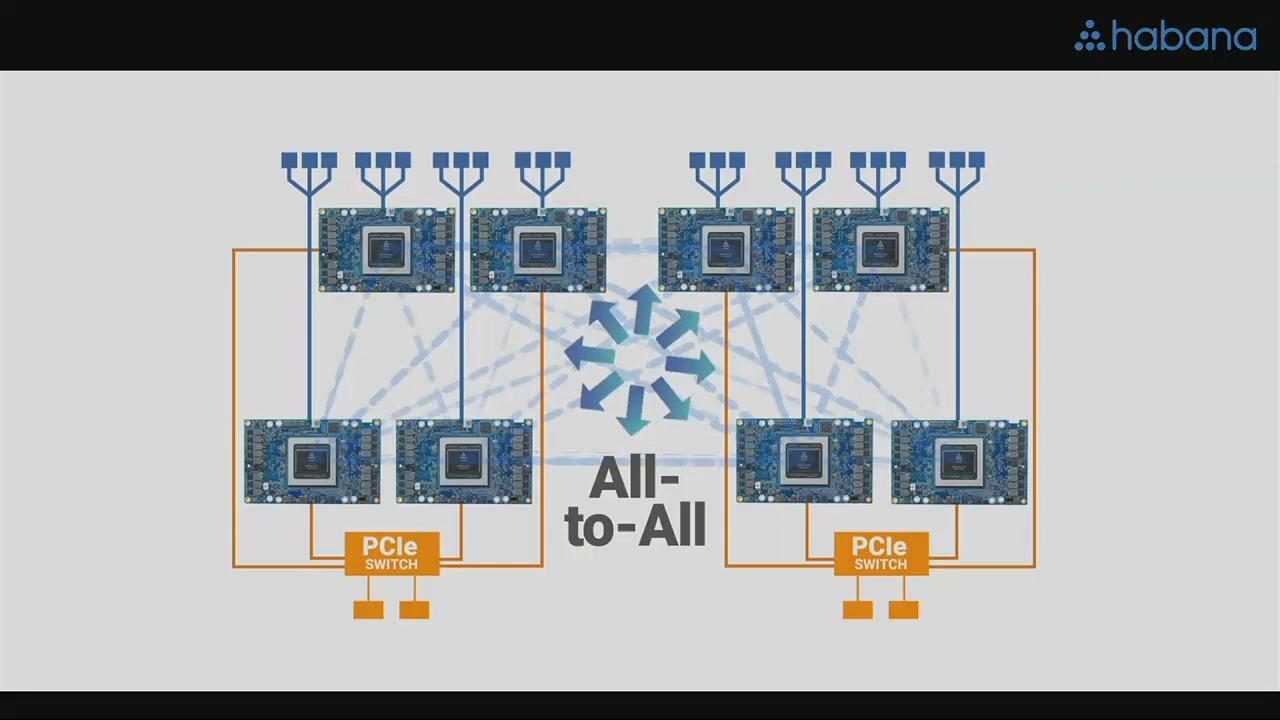 habana
All-
to-All
PCIe
SWITCH
PCIe
SWITCH